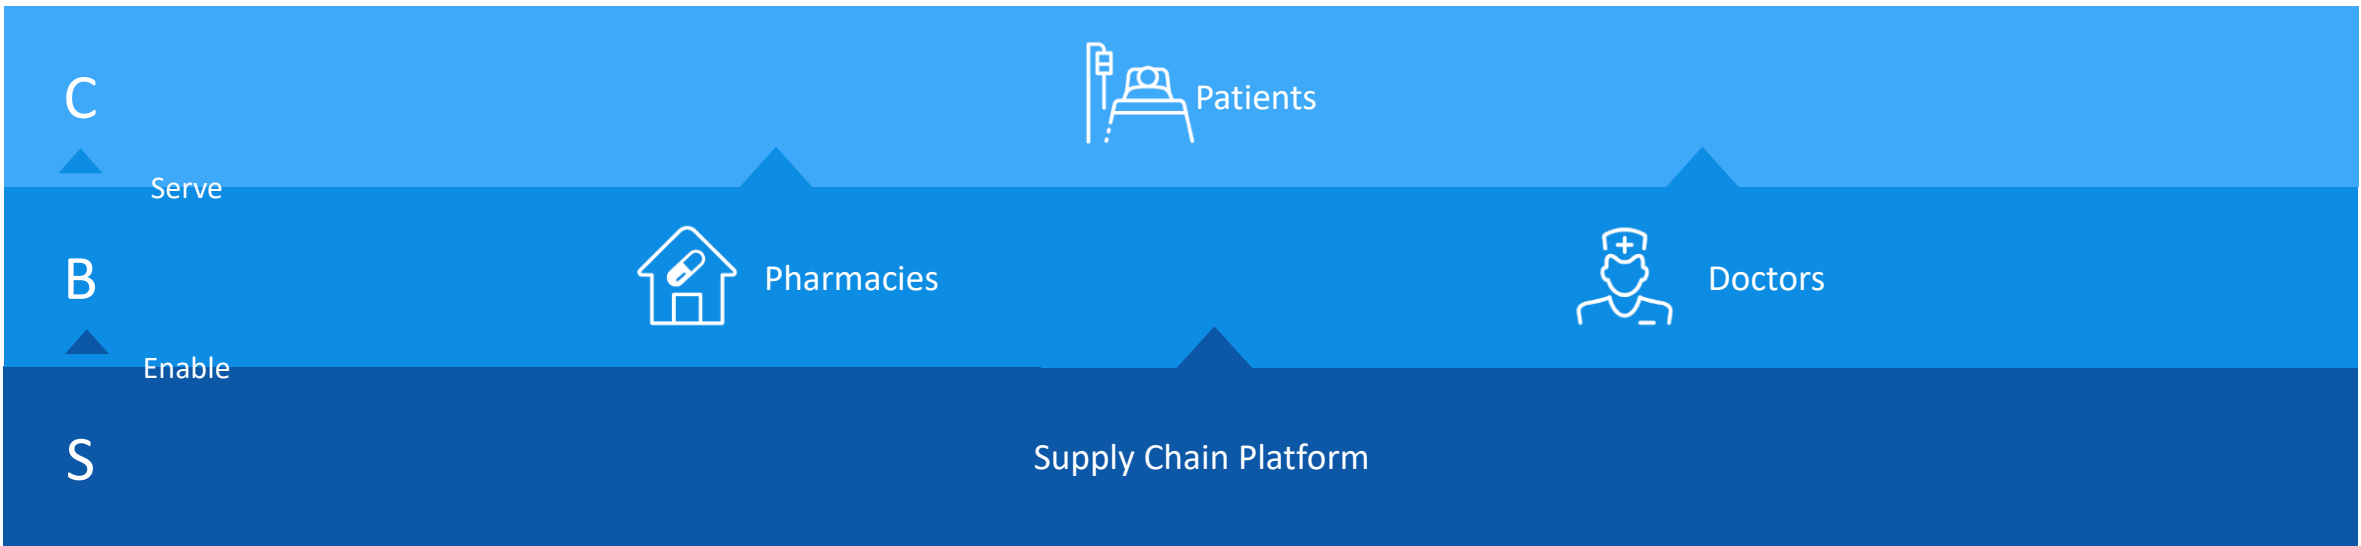 C
Patients
Serve
B
Pharmacies
Doctors
Enable
S
Supply Chain Platform